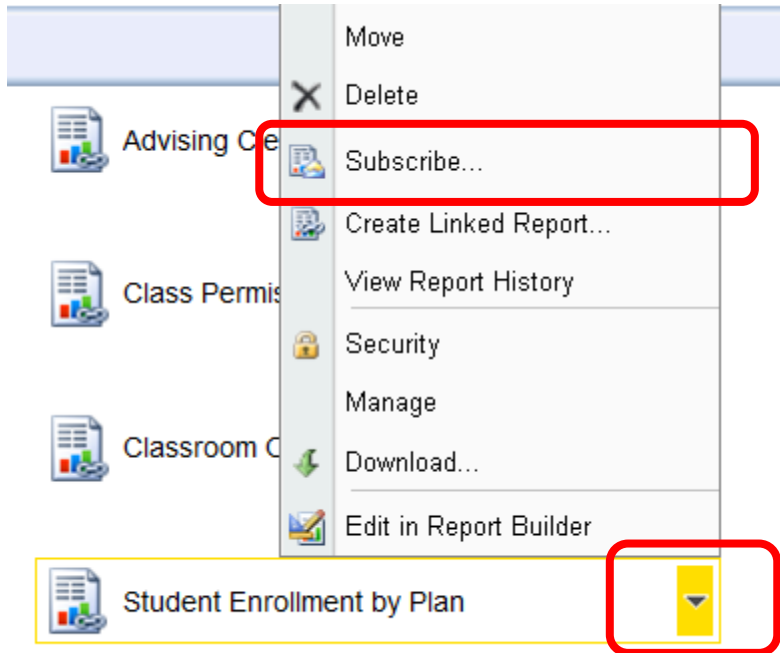 Move
Delete
Advising Cle
Subscribe...
Create Linked Report...
Class Permis
View Report History
Security
Manage
Classroom C
Download...
Edit in Report Builder
Student Enrollment by Plan